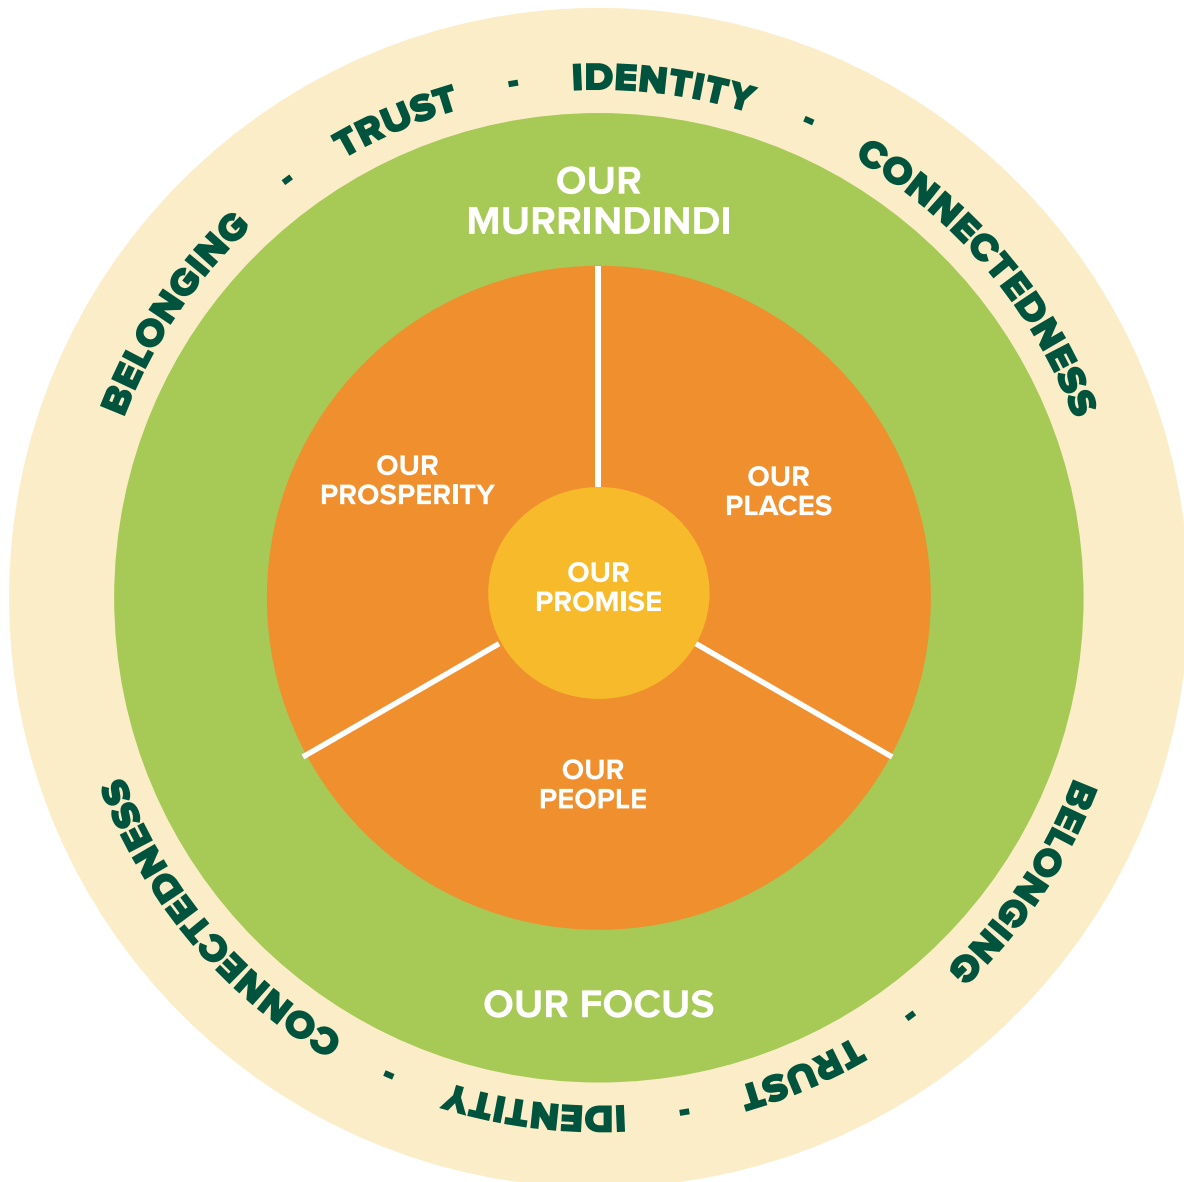 BELONGING - TRUST - IDENTITY - CONNECTEDNESS
OUR
MURRINDINDI
OUR
PROSPERITY
OUR
PLACES
OUR
PROMISE
OUR
PEOPLE
OUR FOCUS
BELONGING - TRUST - IDENTITY - CONNECTEDNESS